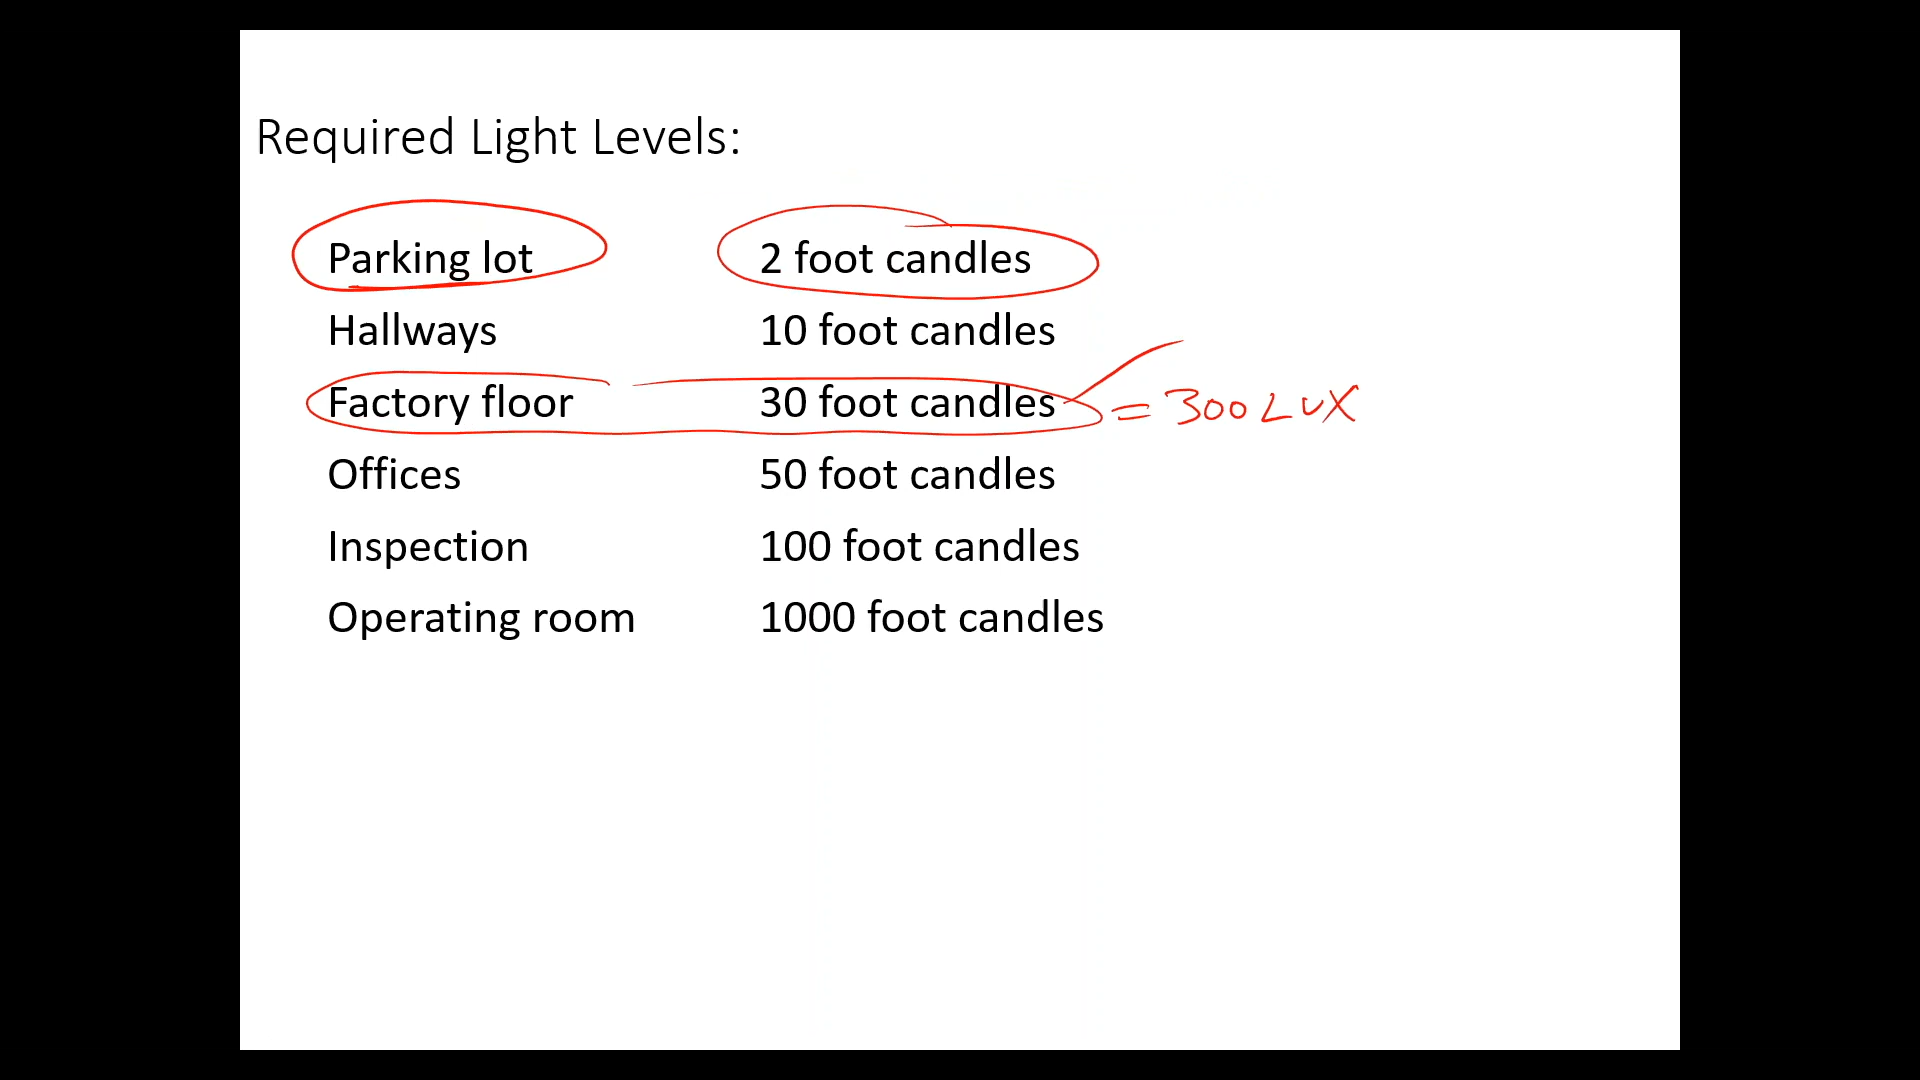 Required Light Levels:
Parking lot 2 foot candles
Hallways 10 foot candles
Factory floor 30 foot candles = 300 LUX
Offices 50 foot candles
Inspection 100 foot candles
Operating room 1000 foot candles